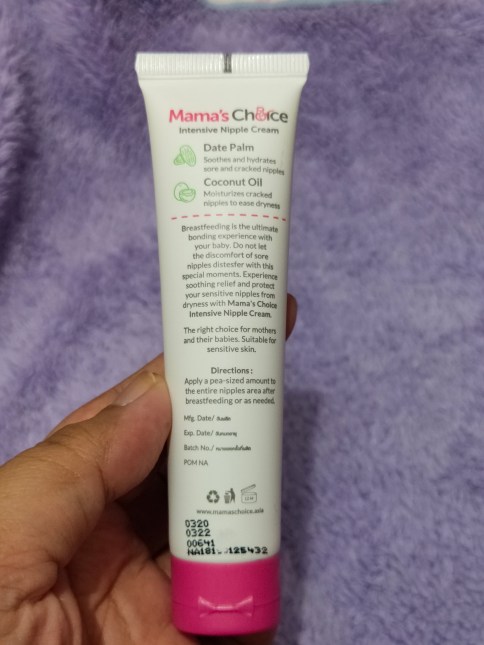 Mama's Choice
Intensive Nipple Cream
Date Palm
Soothes and hydrates
sore and cracked nipples
Coconut Oil
Moisturizes cracked
nipples to ease dryness
Breastfeeding is the ultimate
bonding experience with
your baby. Do not let
the discomfort of sore
nipples distesfer with this
special moments. Experience
soothing relief and protect
your sensitive nipples from
dryness with Mama's Choice
Intensive Nipple Cream.
The right choice for mothers
and their babies. Suitable for
sensitive skin.
Directions :
Apply a pea-sized amount to
the entire nipples area after
breastfeeding or as needed.
Mfg. Date/
Exp. Date/
Batch No./
POM NA
www.mamaschoice.asia
0320
0322
00641